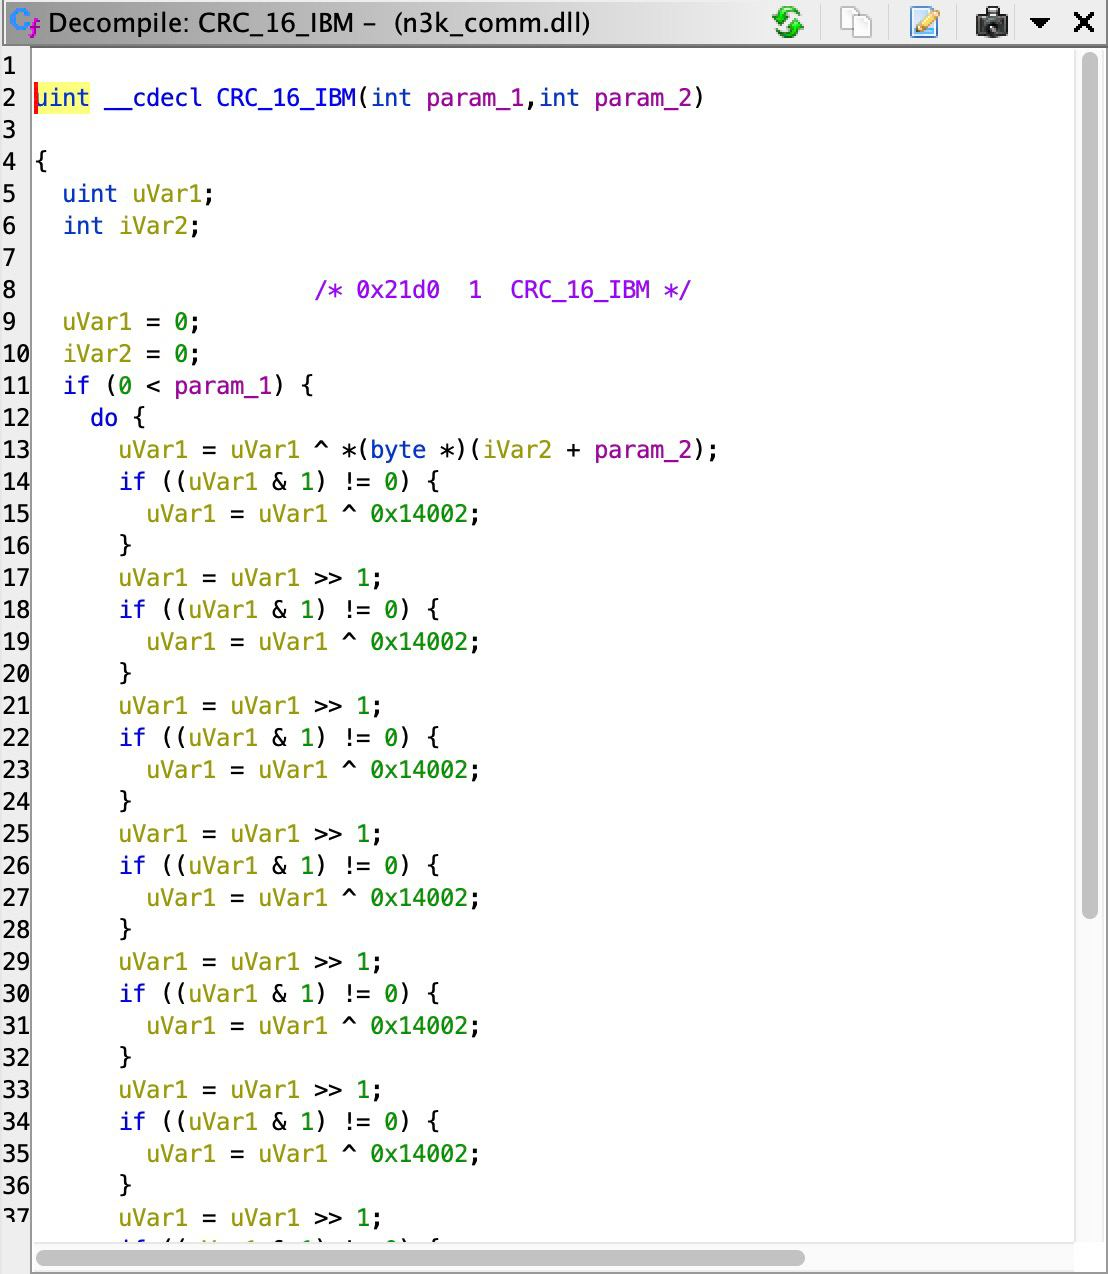 Decompile: CRC_16_IBM – (n3k_comm.dll)
1
2 uint __cdecl CRC_16_IBM(int param_1,int param_2)
3
4 {
5 uint uVar1;
6 int iVar2;
7
8 /* 0x21d0 1 CRC_16_IBM */
9 uVar1 = 0;
10 iVar2 = 0;
11 if (0 < param_1) {
12 do {
13 uVar1 = uVar1 ^ *(byte *)(iVar2 + param_2);
14 if ((uVar1 & 1) != 0) {
15 uVar1 = uVar1 ^ 0x14002;
16 }
17 uVar1 = uVar1 >> 1;
18 if ((uVar1 & 1) != 0) {
19 uVar1 = uVar1 ^ 0x14002;
20 }
21 uVar1 = uVar1 >> 1;
22 if ((uVar1 & 1) != 0) {
23 uVar1 = uVar1 ^ 0x14002;
24 }
25 uVar1 = uVar1 >> 1;
26 if ((uVar1 & 1) != 0) {
27 uVar1 = uVar1 ^ 0x14002;
28 }
29 uVar1 = uVar1 >> 1;
30 if ((uVar1 & 1) != 0) {
31 uVar1 = uVar1 ^ 0x14002;
32 }
33 uVar1 = uVar1 >> 1;
34 if ((uVar1 & 1) != 0) {
35 uVar1 = uVar1 ^ 0x14002;
36 }
37 uVar1 = uVar1 >> 1;